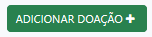 ADICIONAR DOAÇÃO +